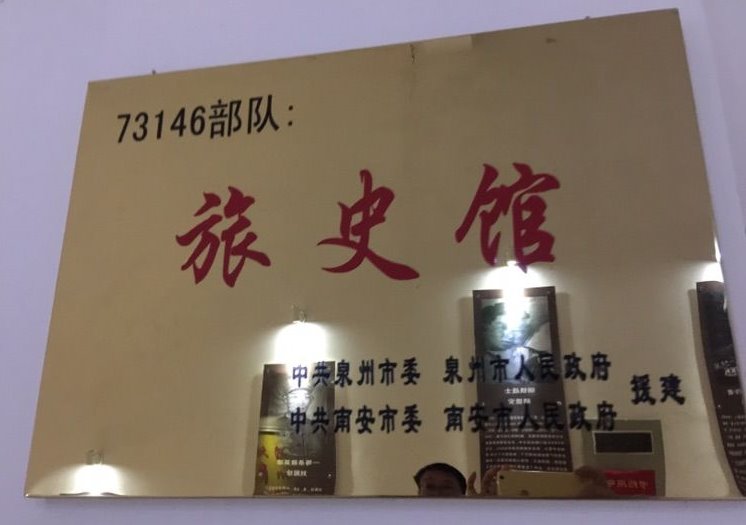 73146部队:
旅史馆
中共泉州市委 泉州市人民政府
中共南安市委 南安市人民政府
援建